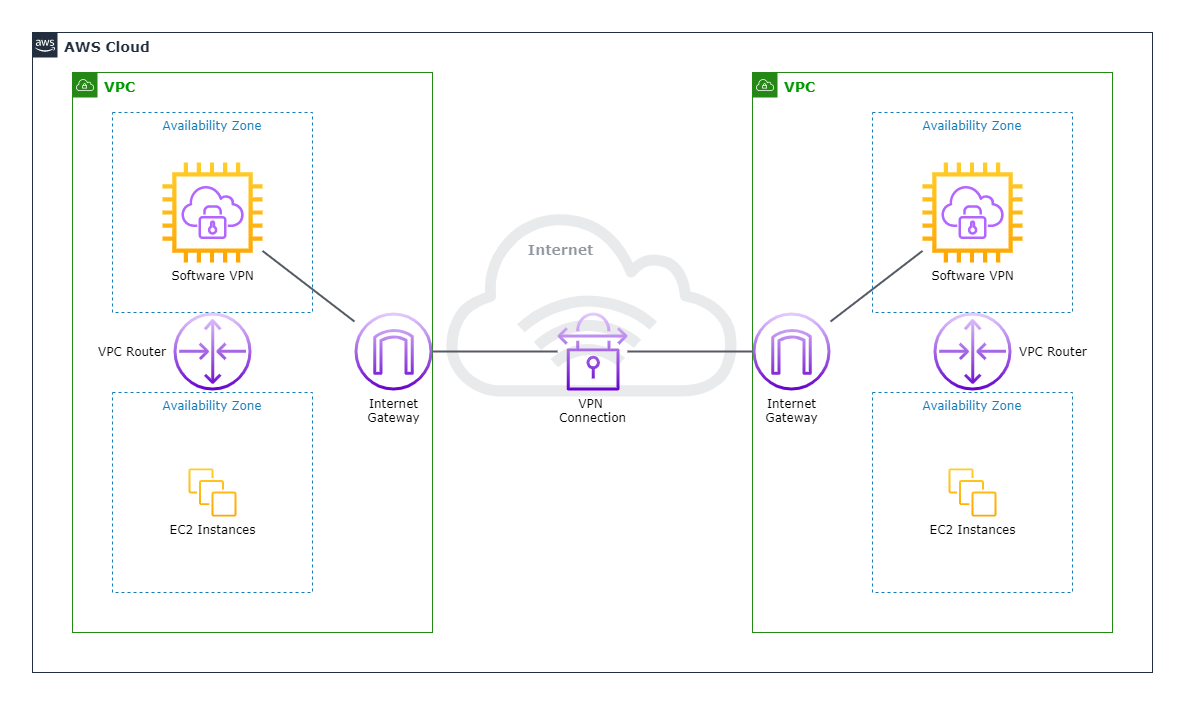 aws
AWS Cloud
VPC
Availability Zone
Software VPN
VPC Router
Availability Zone
EC2 Instances
Internet
Gateway
Internet
VPN
Connection
VPC
Availability Zone
Software VPN
Internet
Gateway
VPC Router
Availability Zone
EC2 Instances